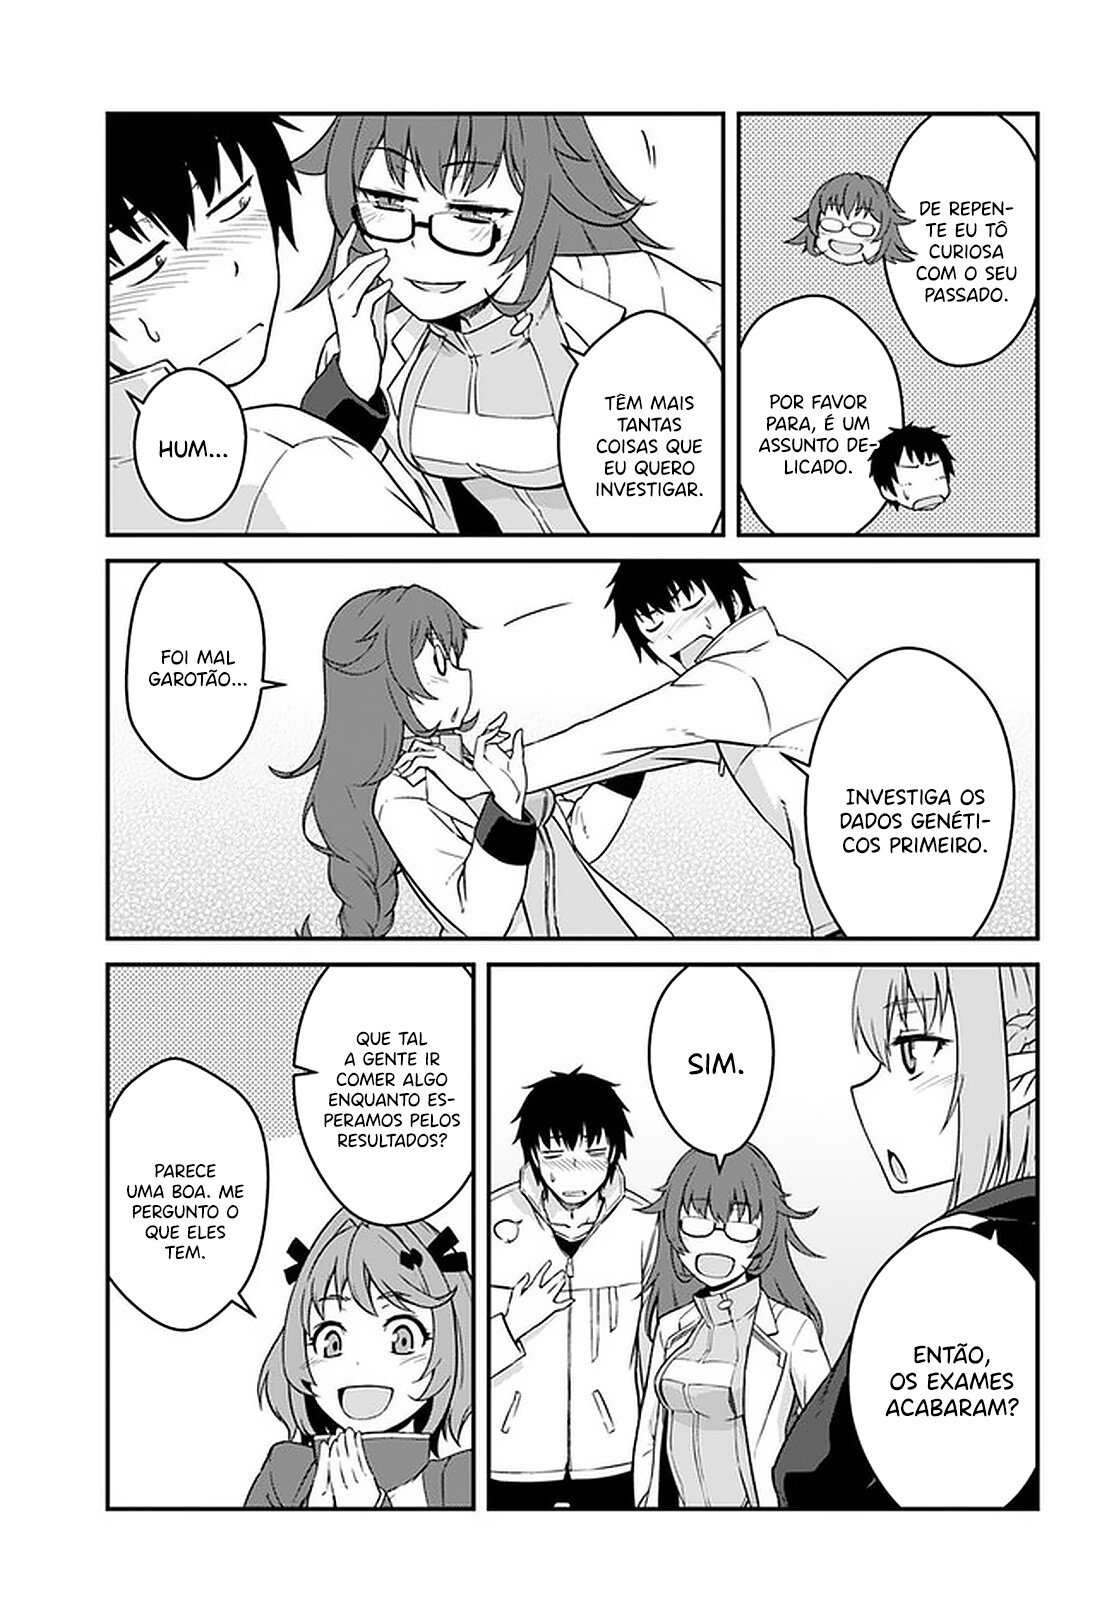 DE REPEN-
TE EU TÔ
CURIOSA
COM O SEU
PASSADO.
POR FAVOR
PARA, É UM
ASSUNTO DE-
LICADO.
TÊM MAIS
TANTAS
COISAS QUE
EU QUERO
INVESTIGAR.
HUM...
INVESTIGA OS
DADOS GENÉTI-
COS PRIMEIRO.
FOI MAL
GAROTÃO...
ENTÃO,
OS EXAMES
ACABARAM?
SIM.
QUE TAL
A GENTE IR
COMER ALGO
ENQUANTO ES-
PERAMOS PELOS
RESULTADOS?
PARECE
UMA BOA. ME
PERGUNTO O
QUE ELES
TEM.